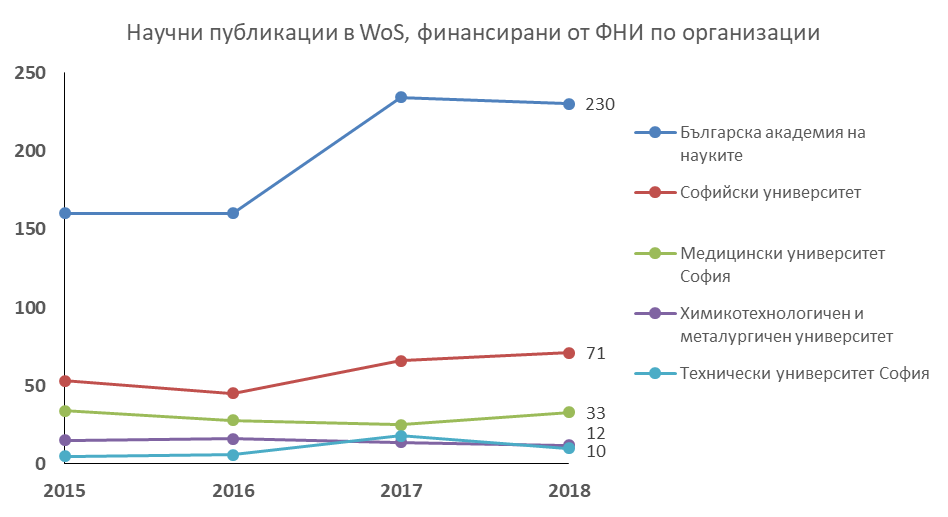 Научни публикации в WoS, финансирани от ФНИ по организации
250
200
150
100
50
0
2015
2016
2017
2018
230
71
33
12
10
Българска академия на
науките
Софийски университет
Медицински университет
София
Химикотехнологичен и
металургичен университет
Технически университет София